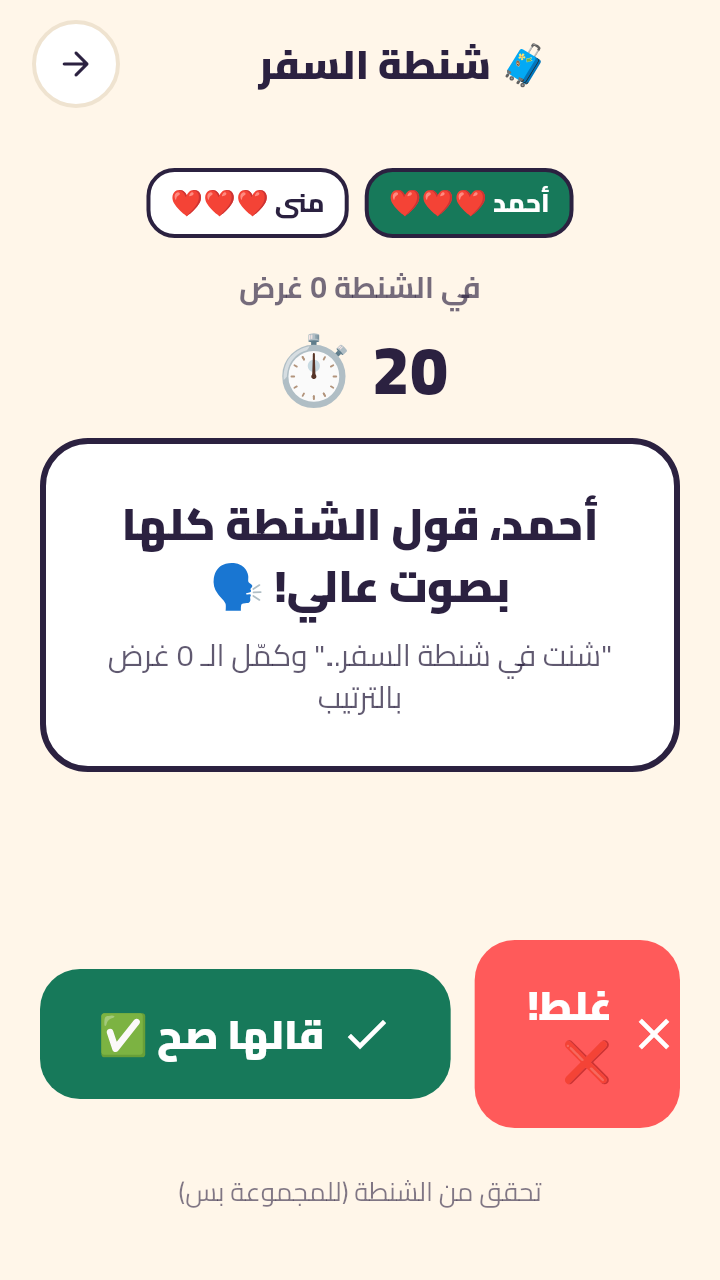 شنطة السفر 🧳
أحمد ❤️❤️❤️
منى ❤️❤️❤️
في الشنطة 0 غرض
20 ⏱️
أحمد، قول الشنطة كلها
بصوت عالي! 🗣️
"شنت في شنطة السفر..." وكمّل الـ 0 غرض
بالترتيب
غلط!
❌
قالها صح ✅
تحقق من الشنطة (للمجموعة بس)